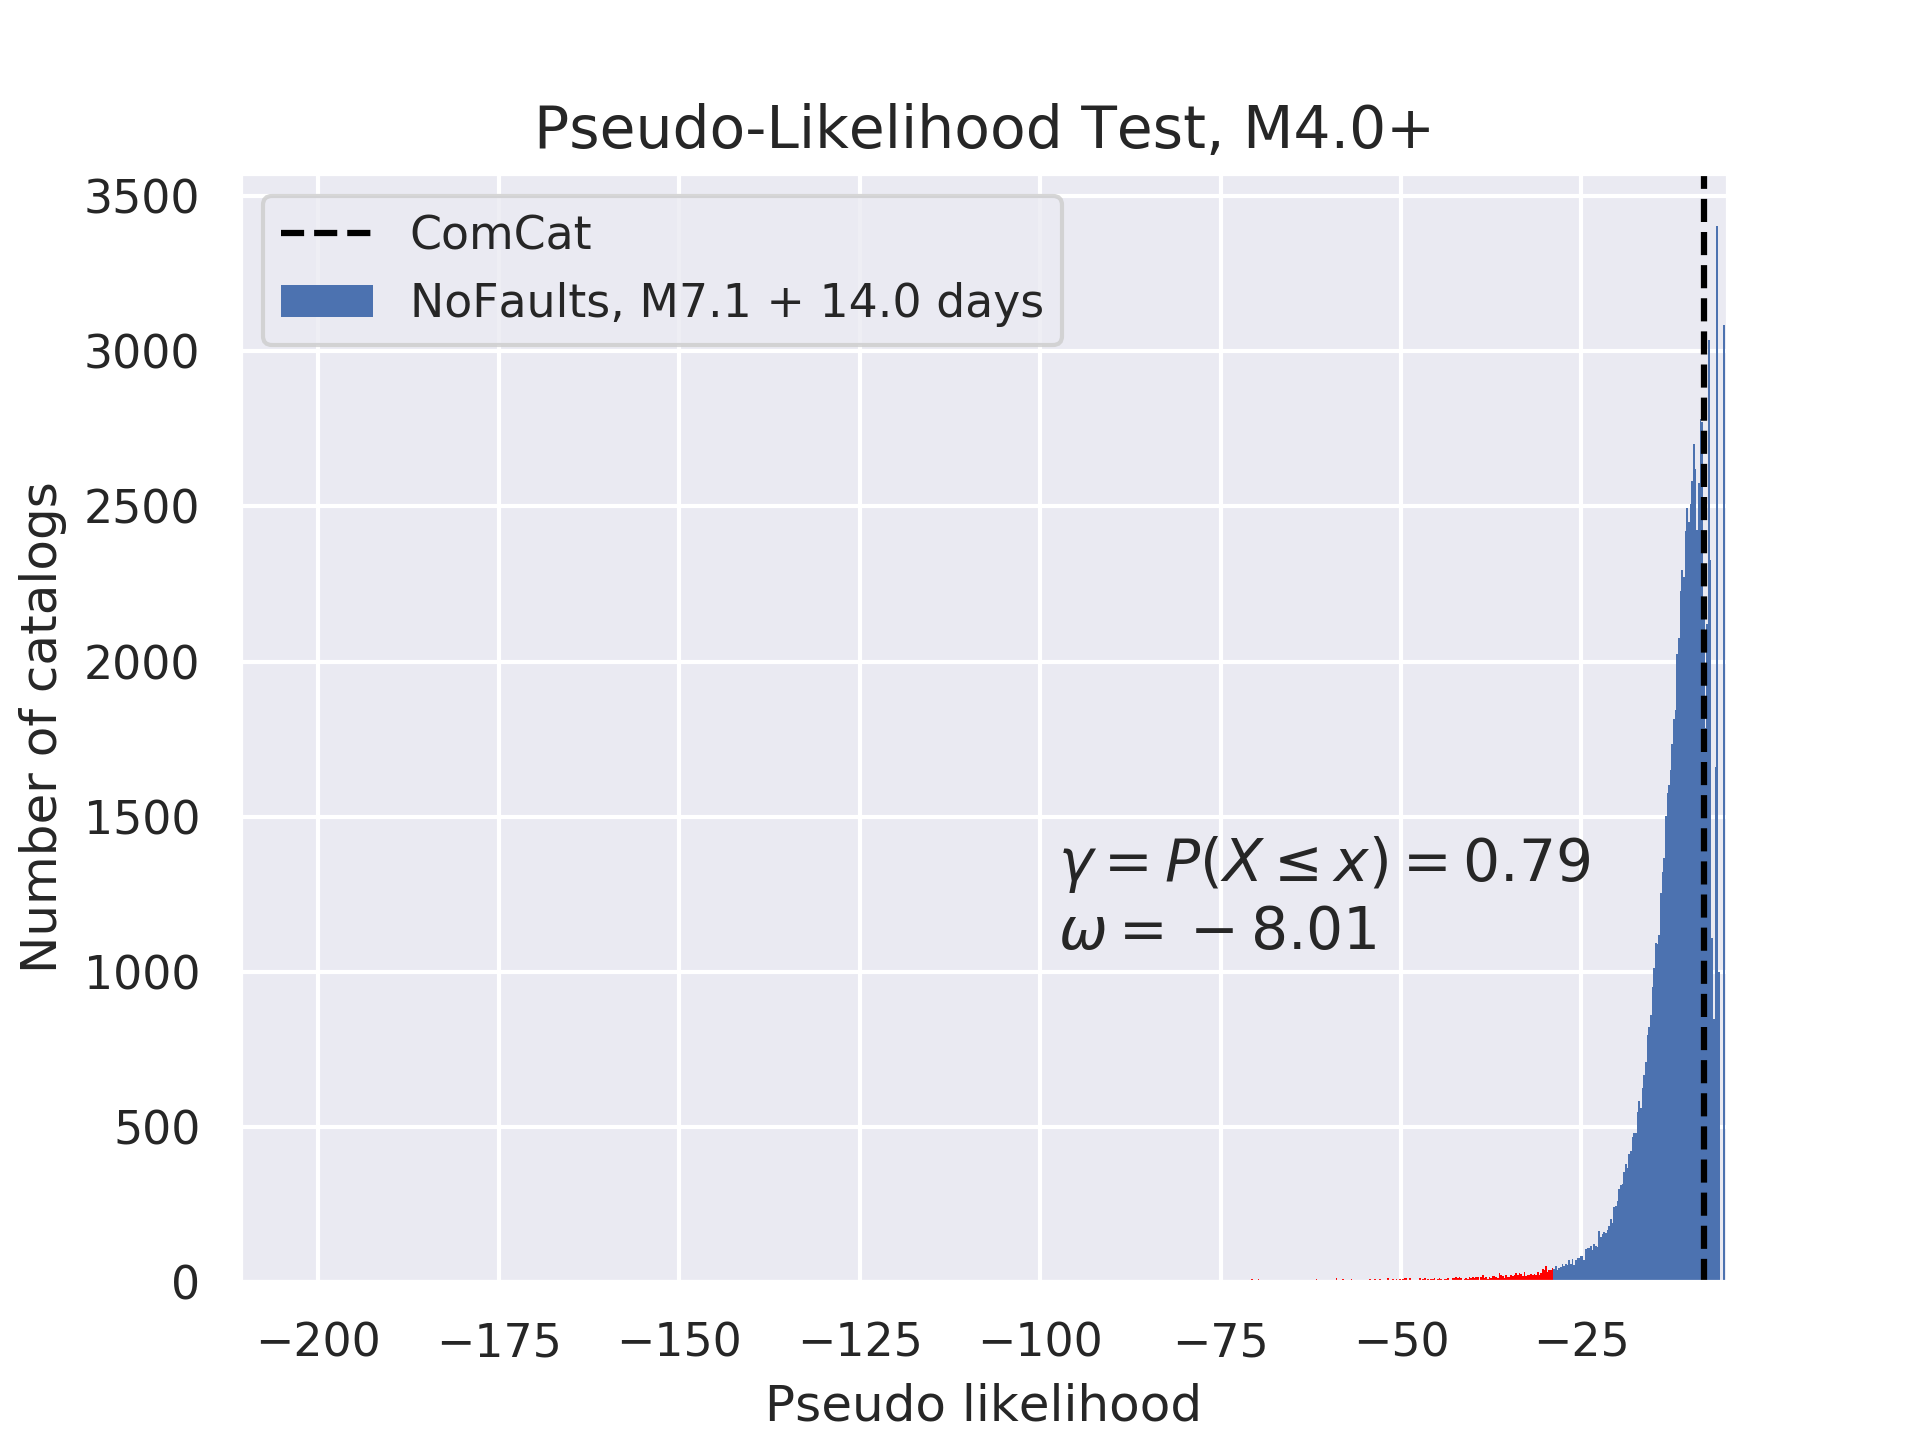 Pseudo-Likelihood Test, M4.0+
ComCat
NoFaults, M7.1 + 14.0 days
3500
3000
2500
2000
1500
1000
500
0
Number of catalogs
γ = P(X ≤ x) = 0.79
ω = −8.01
−200 −175 −150 −125 −100 −75 −50 −25
Pseudo likelihood